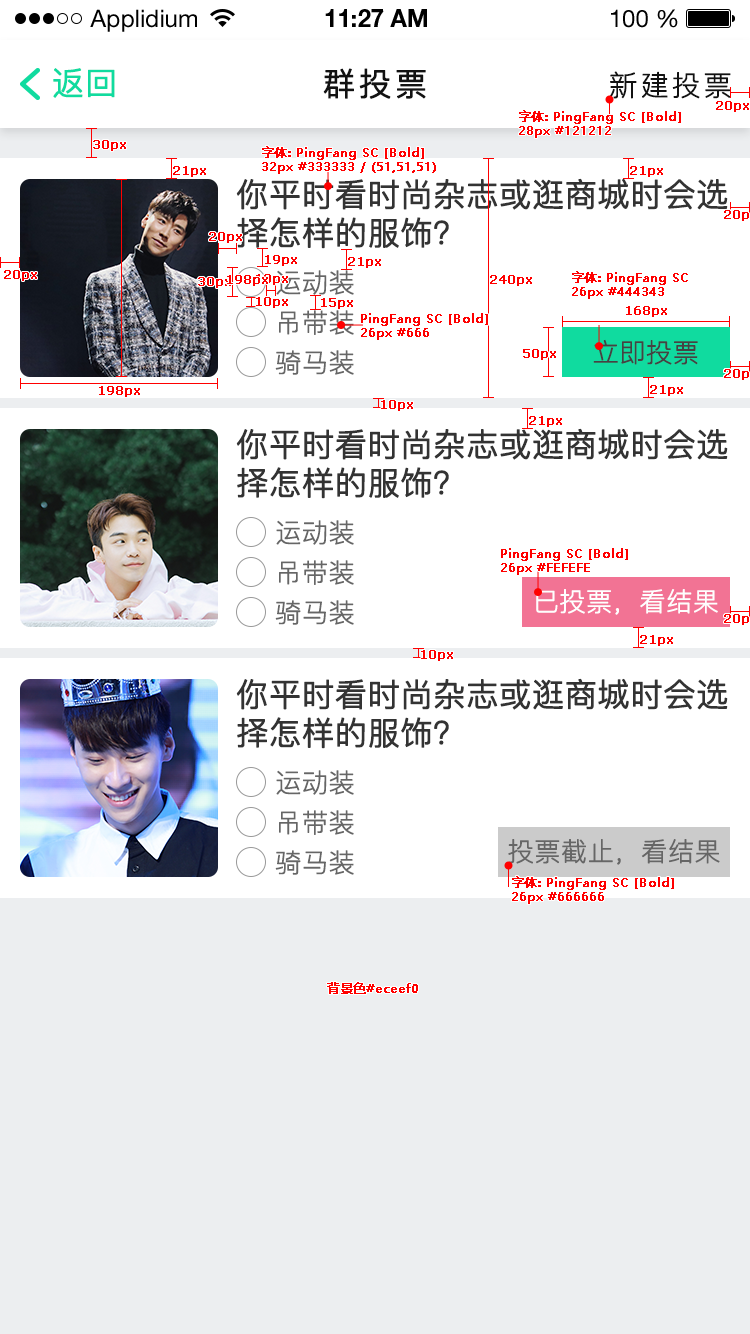 Applidium 11:27 AM 100 %
返回 群投票 新建投票
20px
字体: PingFang SC [Bold]
28px #121212
30px
字体: PingFang SC [Bold]
32px #333333 / (51,51,51)
21px
21px
你平时看时尚杂志或逛商城时会选
择怎样的服饰?
20px
20px
19px
21px
20px
30px
198px
240px
字体: PingFang SC
26px #444343
运动装
10px
15px
168px
吊带装
PingFang SC [Bold]
26px #666
50px
立即投票
骑马装
20px
198px
21px
10px
21px
你平时看时尚杂志或逛商城时会选
择怎样的服饰?
运动装
PingFang SC [Bold]
26px #FEFEFE
吊带装
已投票，看结果
骑马装
20px
21px
10px
你平时看时尚杂志或逛商城时会选
择怎样的服饰?
运动装
吊带装
投票截止，看结果
骑马装
字体: PingFang SC [Bold]
26px #666666
背景色#eceef0